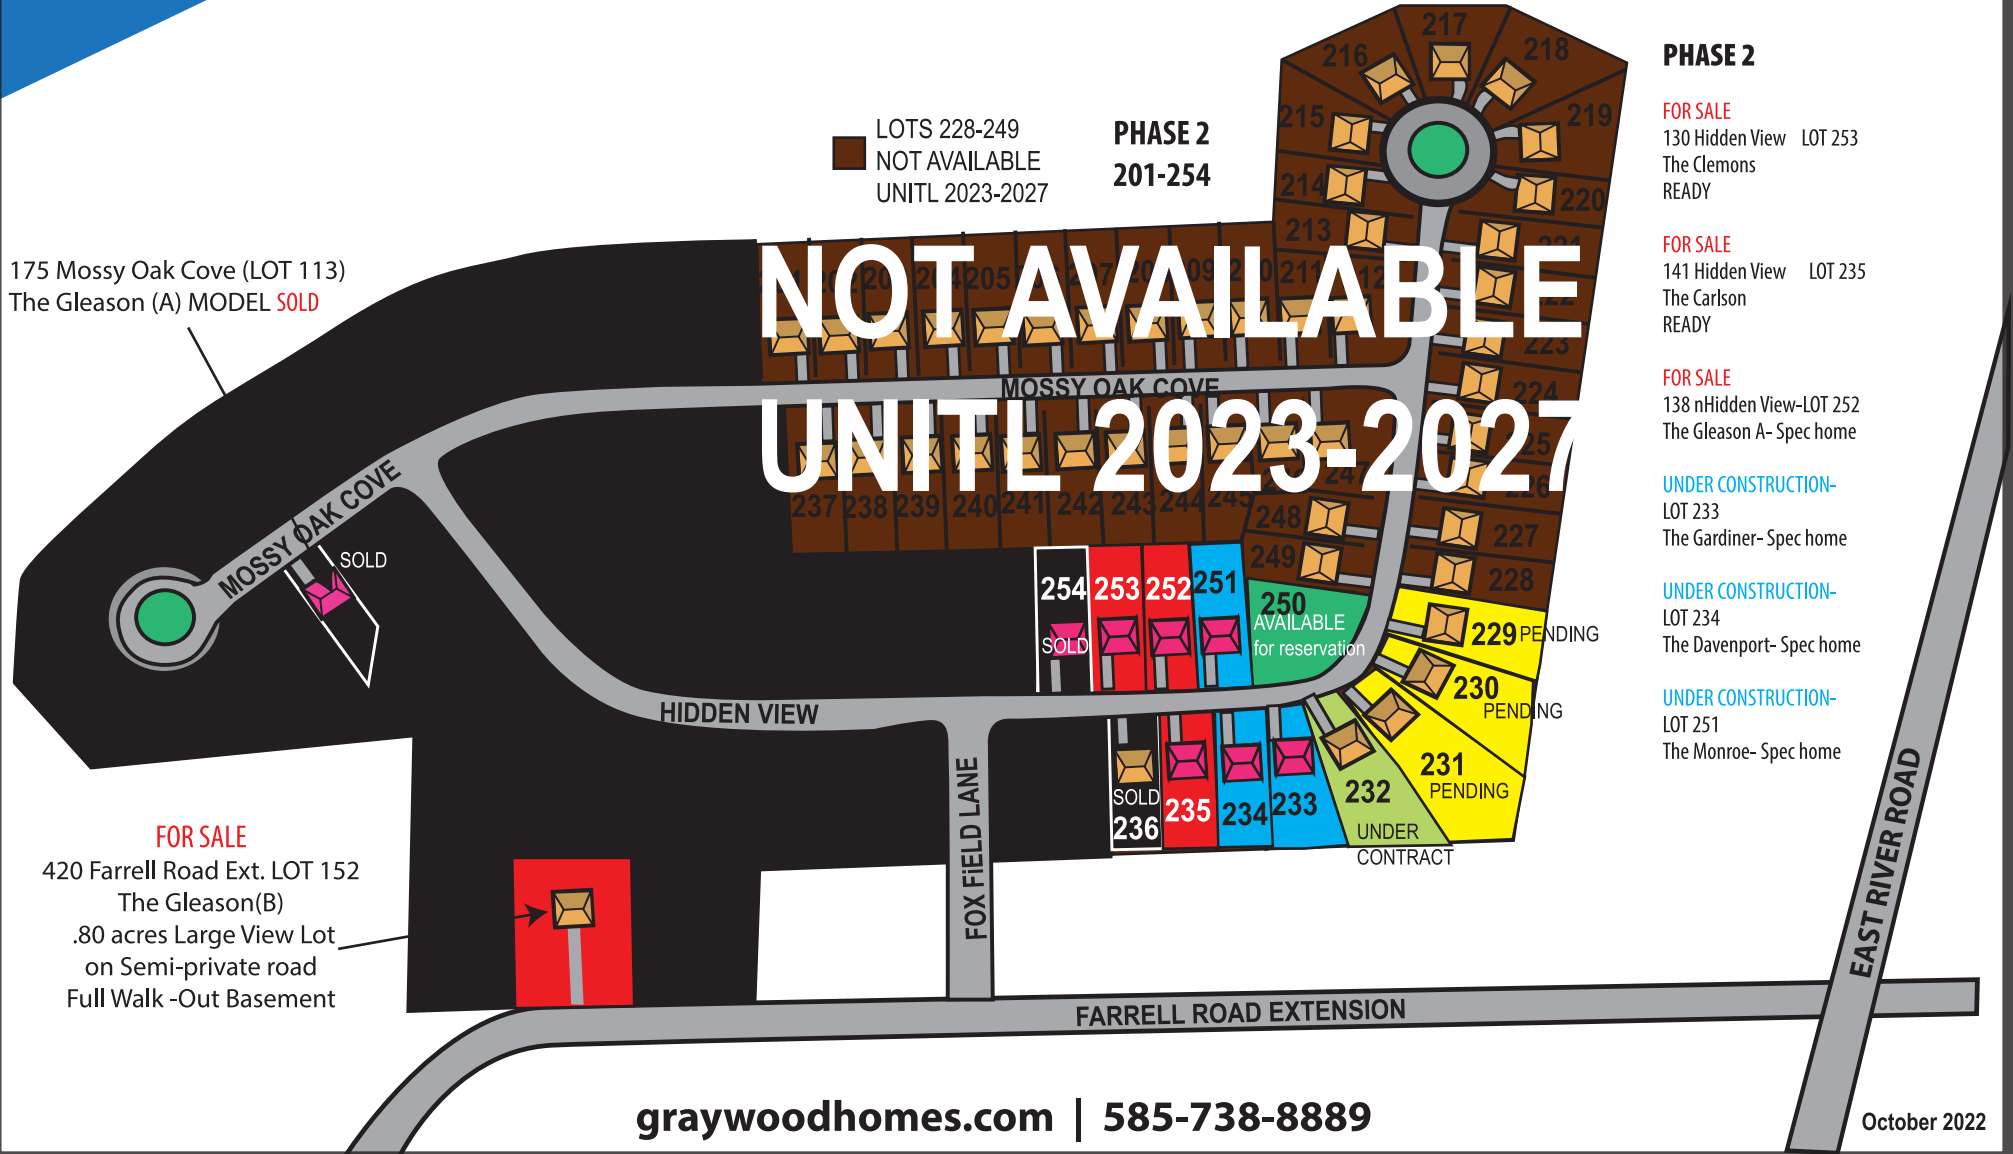 LOTS 228-249
NOT AVAILABLE
UNITL 2023-2027
PHASE 2
201-254
PHASE 2
FOR SALE
130 Hidden View LOT 253
The Clemons
READY
FOR SALE
141 Hidden View LOT 235
The Carlson
READY
FOR SALE
138 nHidden View-LOT 252
The Gleason A- Spec home
UNDER CONSTRUCTION-
LOT 233
The Gardiner- Spec home
UNDER CONSTRUCTION-
LOT 234
The Davenport- Spec home
UNDER CONSTRUCTION-
LOT 251
The Monroe- Spec home
175 Mossy Oak Cove (LOT 113)
The Gleason (A) MODEL SOLD
217
216
218
215
219
214
220
213
205
211
NOT AVAILABLE
223
MOSSY OAK COVE
224
UNITL 2023-2027
237
238
239
240
241
242
243
244
245
247
226
248
227
249
228
MOSSY OAK COVE
SOLD
254
SOLD
253
252
251
250
AVAILABLE
for reservation
229 PENDING
230
PENDING
231
PENDING
232
UNDER
CONTRACT
HIDDEN VIEW
SOLD
236
235
234
233
FOX FiELD LANE
FOR SALE
420 Farrell Road Ext. LOT 152
The Gleason(B)
.80 acres Large View Lot
on Semi-private road
Full Walk -Out Basement
EAST RIVER ROAD
FARRELL ROAD EXTENSION
graywoodhomes.com | 585-738-8889
October 2022